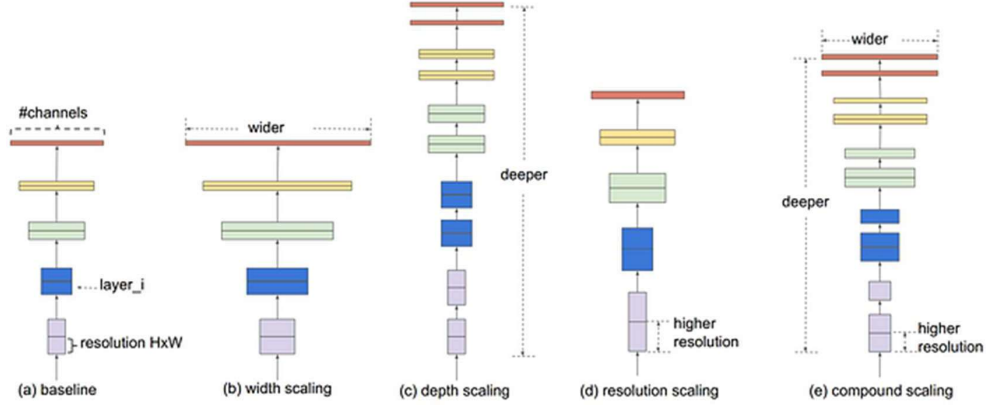 #channels
layer_i
resolution HxW
(a) baseline
wider
(b) width scaling
deeper
(c) depth scaling
higher
resolution
(d) resolution scaling
wider
deeper
higher
resolution
(e) compound scaling